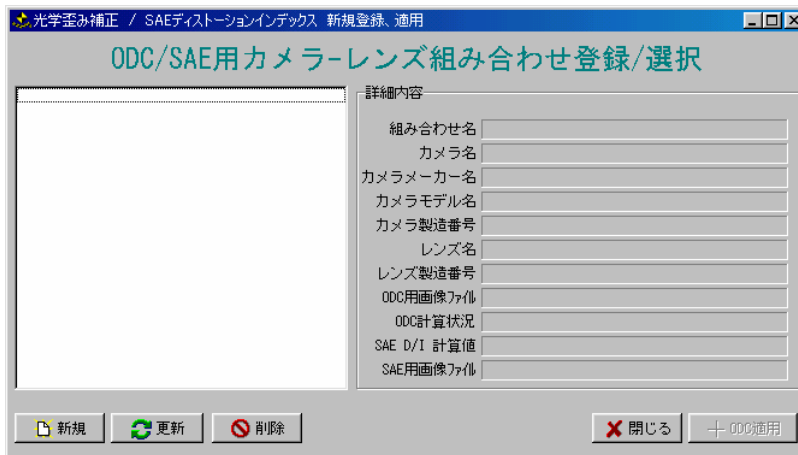 光学歪み補正 / SAEディストーションインデックス 新規登録、適用
ODC/SAE用カメラ-レンズ組み合わせ登録/選択
詳細内容
組み合わせ名
カメラ名
カメラメーカー名
カメラモデル名
カメラ製造番号
レンズ名
レンズ製造番号
ODC用画像ファイル
ODC計算状況
SAE D/I 計算値
SAE用画像ファイル
新規 更新 削除 閉じる ODC適用